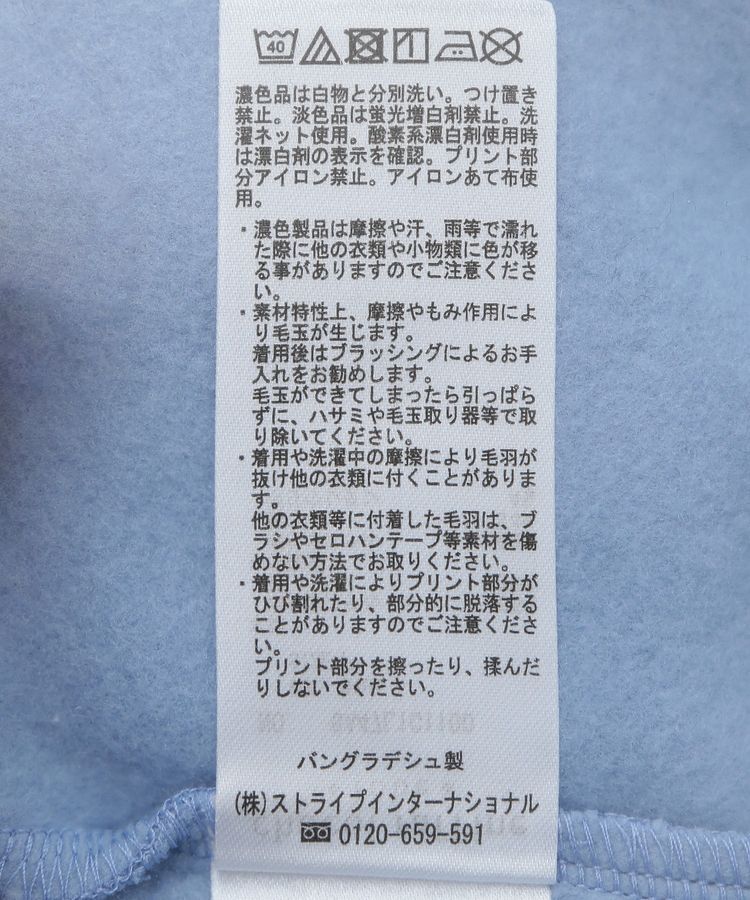 40
濃色品は白物と分別洗い。つけ置き
禁止。淡色品は蛍光増白剤禁止。洗
濯ネット使用。酸素系漂白剤使用時
は漂白剤の表示を確認。プリント部
分アイロン禁止。アイロンあて布使
用。
・濃色製品は摩擦や汗、雨等で濡れ
た際に他の衣類や小物類に色が移
る事がありますのでご注意くださ
い。
・素材特性上、摩擦やもみ作用によ
り毛玉が生じます。
着用後はブラッシングによるお手
入れをお勧めします。
毛玉ができてしまったら引っぱら
ずに、ハサミや毛玉取り器等で取
り除いてください。
・着用や洗濯中の摩擦により毛羽が
抜け他の衣類に付くことがありま
す。
他の衣類等に付着した毛羽は、ブ
ラシやセロハンテープ等素材を傷
めない方法でお取りください。
・着用や洗濯によりプリント部分が
ひび割れたり、部分的に脱落する
ことがありますのでご注意くださ
い。
プリント部分を擦ったり、揉んだ
りしないでください。
バングラデシュ製
(株)ストライプインターナショナル
0120-659-591